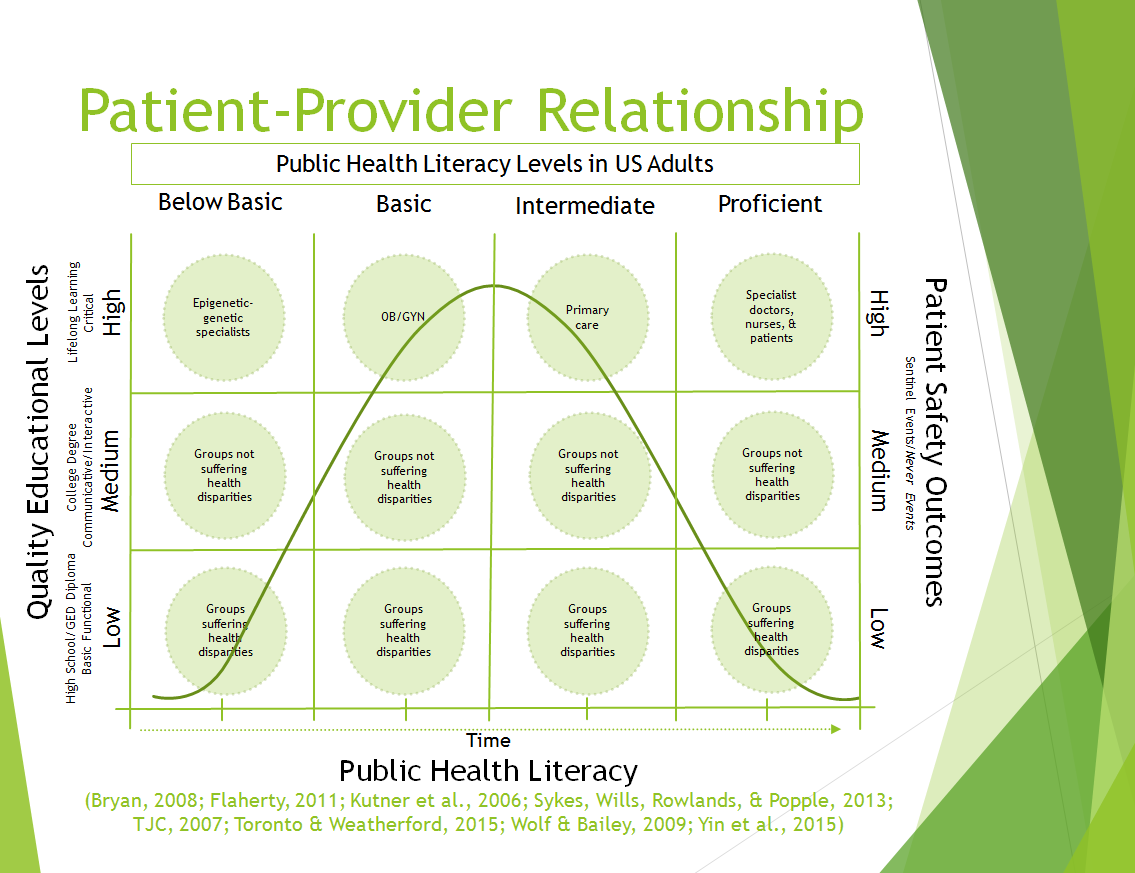 Patient-Provider Relationship
Public Health Literacy Levels in US Adults
Below Basic
Basic
Intermediate
Proficient
Quality Educational Levels
Lifelong Learning
Critical
High
Epigenetic-
genetic
specialists
OB/GYN
Primary
care
Specialist
doctors,
nurses, &
patients
High
Patient Safety Outcomes
Sentinel Events/Never Events
College Degree
Communicative/Interactive
Medium
Groups not
suffering
health
disparities
Groups not
suffering
health
disparities
Groups not
suffering
health
disparities
Groups not
suffering
health
disparities
Medium
High School/GED Diploma
Basic Functional
Low
Groups
suffering
health
disparities
Groups
suffering
health
disparities
Groups
suffering
health
disparities
Groups
suffering
health
disparities
Low
Time
Public Health Literacy
(Bryan, 2008; Flaherty, 2011; Kutner et al., 2006; Sykes, Wills, Rowlands, & Popple, 2013;
TJC, 2007; Toronto & Weatherford, 2015; Wolf & Bailey, 2009; Yin et al., 2015)